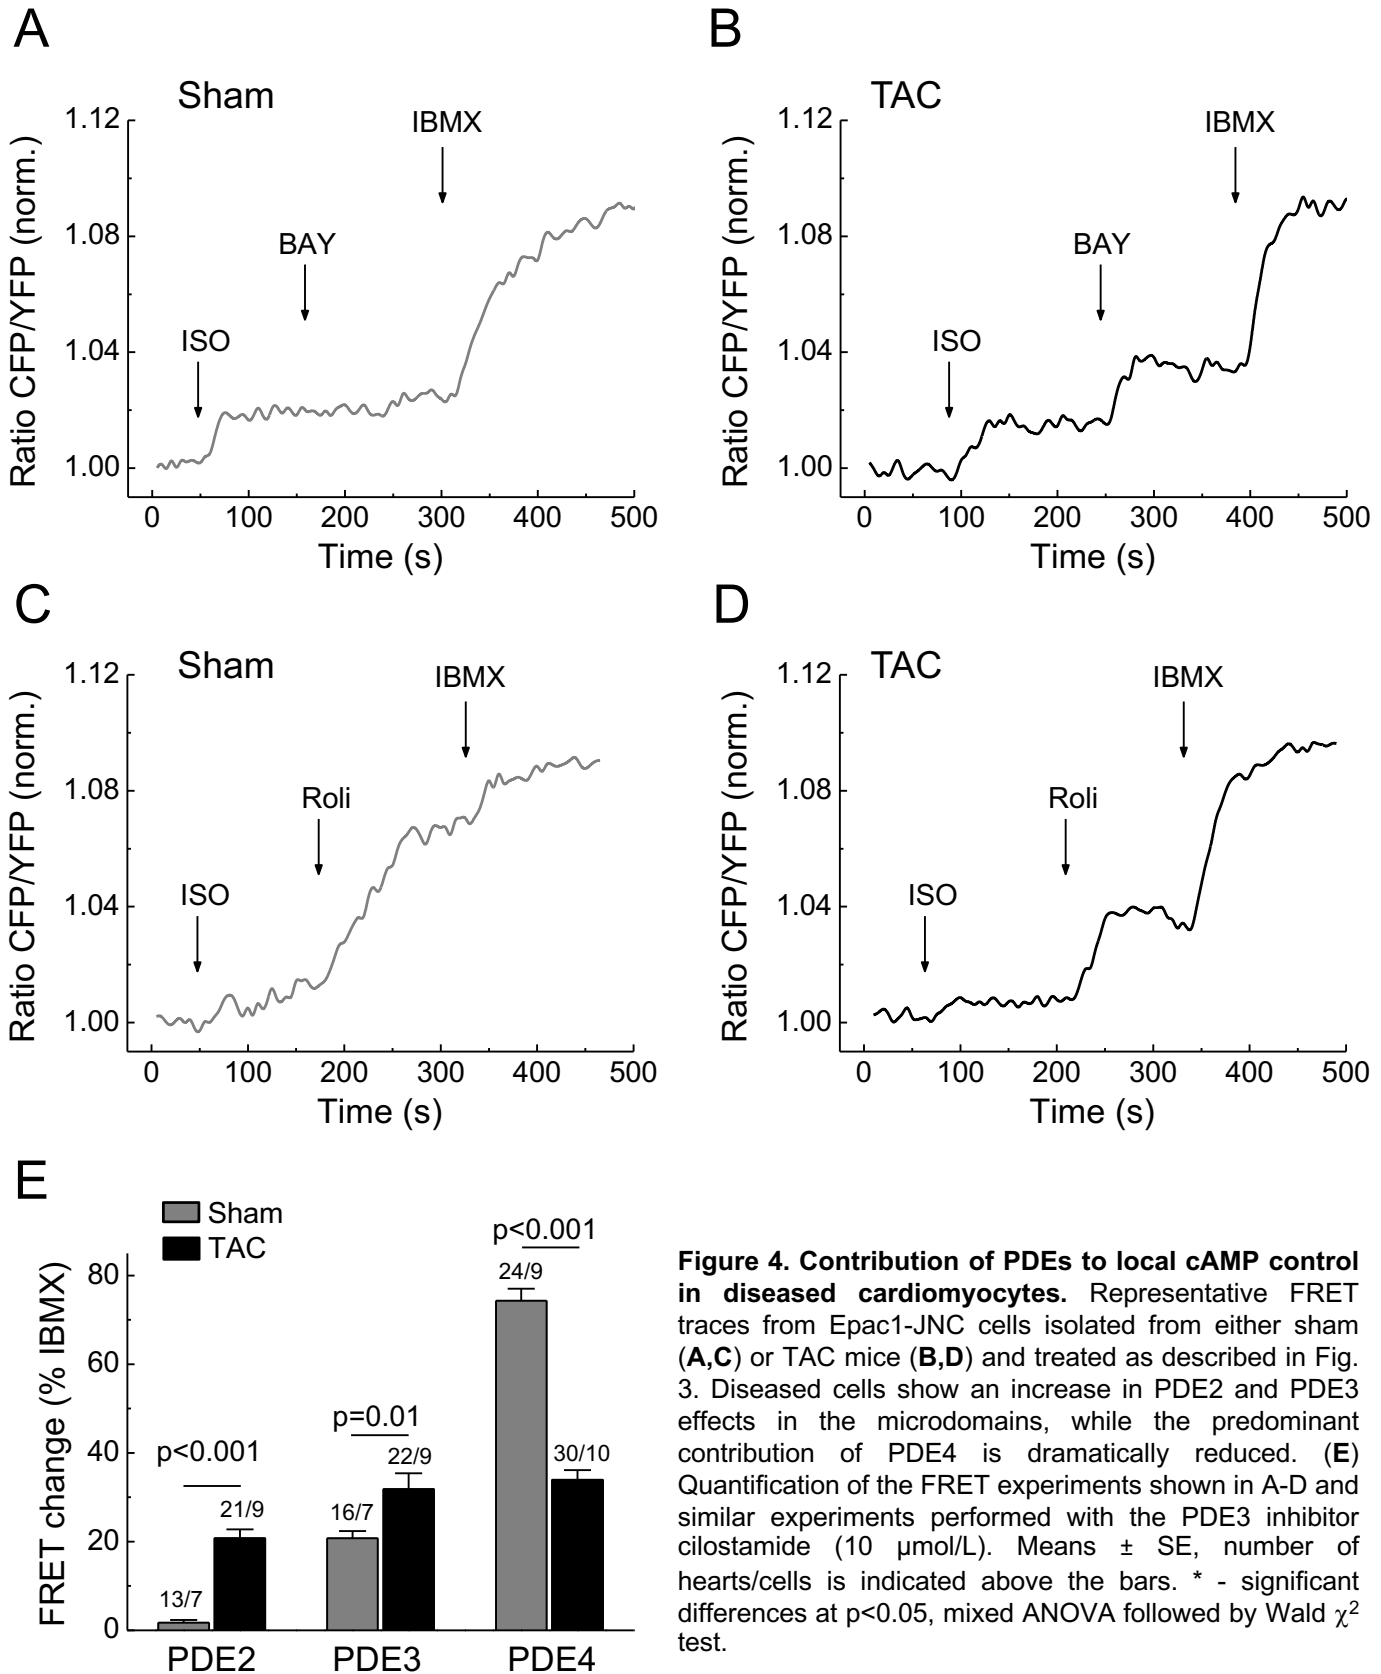 A
Sham
Ratio CFP/YFP (norm.)
1.12
1.08
1.04
1.00
ISO
BAY
IBMX
0 100 200 300 400 500
Time (s)
B
TAC
Ratio CFP/YFP (norm.)
1.12
1.08
1.04
1.00
ISO
BAY
IBMX
0 100 200 300 400 500
Time (s)
C
Sham
Ratio CFP/YFP (norm.)
1.12
1.08
1.04
1.00
ISO
Roli
IBMX
0 100 200 300 400 500
Time (s)
D
TAC
Ratio CFP/YFP (norm.)
1.12
1.08
1.04
1.00
ISO
Roli
IBMX
0 100 200 300 400 500
Time (s)
E
Sham
TAC
FRET change (% IBMX)
80
60
40
20
0
p<0.001
13/7
21/9
p=0.01
16/7
22/9
p<0.001
24/9
30/10
PDE2 PDE3 PDE4
Figure 4. Contribution of PDEs to local cAMP control
in diseased cardiomyocytes. Representative FRET
traces from Epac1-JNC cells isolated from either sham
(A,C) or TAC mice (B,D) and treated as described in Fig.
3. Diseased cells show an increase in PDE2 and PDE3
effects in the microdomains, while the predominant
contribution of PDE4 is dramatically reduced. (E)
Quantification of the FRET experiments shown in A-D and
similar experiments performed with the PDE3 inhibitor
cilostamide (10 µmol/L). Means ± SE, number of
hearts/cells is indicated above the bars. * - significant
differences at p<0.05, mixed ANOVA followed by Wald χ²
test.